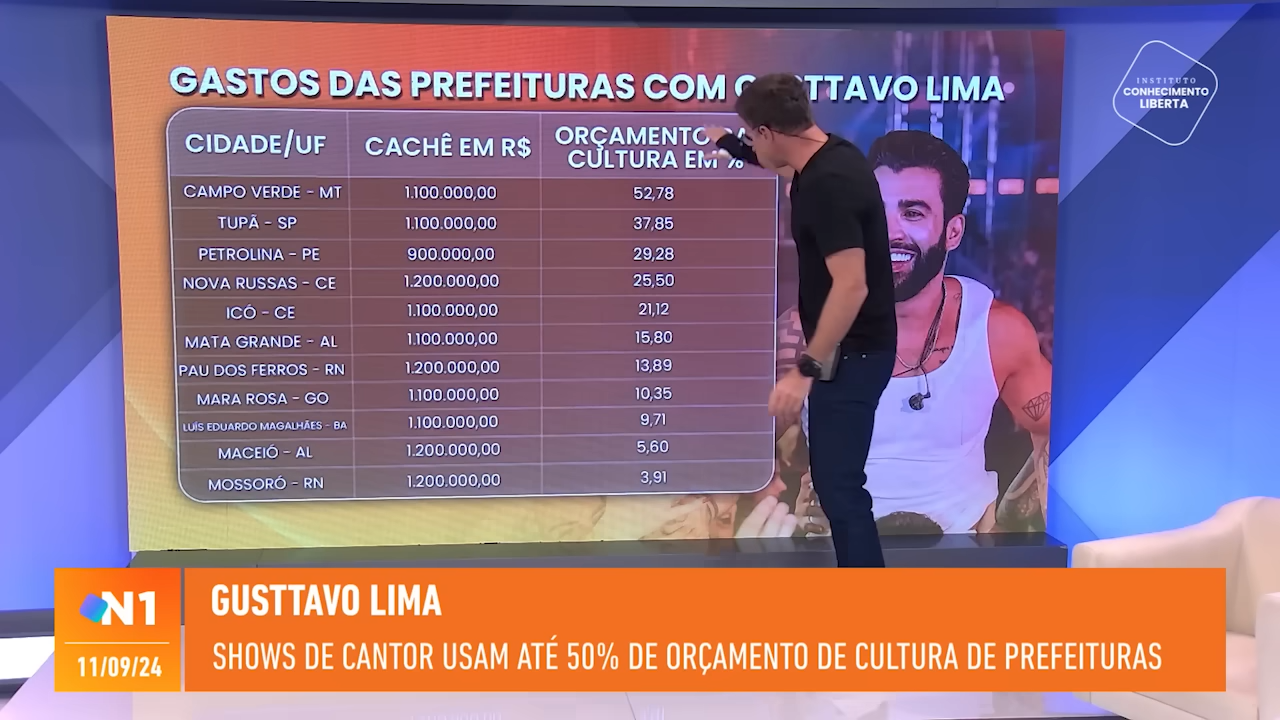 GASTOS DAS PREFEITURAS COM GUSTTAVO LIMA
INSTITUTO
CONHECIMENTO
LIBERTA
CIDADE/UF CACHÊ EM R$ ORÇAMENTO
CULTURA EM %
CAMPO VERDE - MT 1.100.000,00 52,78
TUPÃ - SP 1.100.000,00 37,85
PETROLINA - PE 900.000,00 29,28
NOVA RUSSAS - CE 1.200.000,00 25,50
ICÓ - CE 1.100.000,00 21,12
MATA GRANDE - AL 1.100.000,00 15,80
PAU DOS FERROS - RN 1.200.000,00 13,89
MARA ROSA - GO 1.100.000,00 10,35
LUÍS EDUARDO MAGALHÃES - BA 1.100.000,00 9,71
MACEIÓ - AL 1.200.000,00 5,60
MOSSORÓ - RN 1.200.000,00 3,91
N1
11/09/24
GUSTTAVO LIMA
SHOWS DE CANTOR USAM ATÉ 50% DE ORÇAMENTO DE CULTURA DE PREFEITURAS